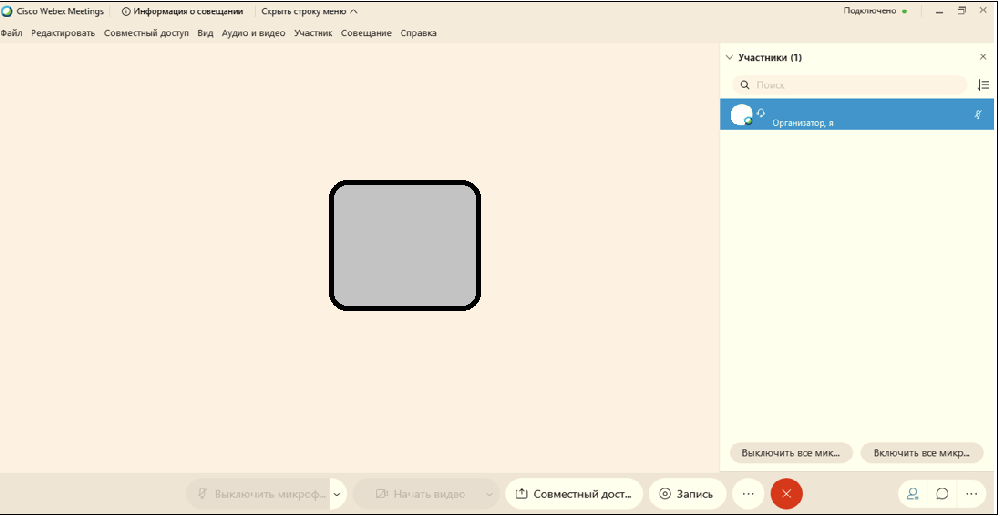 Cisco Webex Meetings Информация о совещании Скрыть строку меню Подключено
Файл Редактировать Совместный доступ Вид Аудио и видео Участник Совещание Справка
Участники (1)
Поиск
Организатор, я
Выключить все мик... Включить все микр...
Выключить микроф... Начать видео Совместный дост... Запись ...